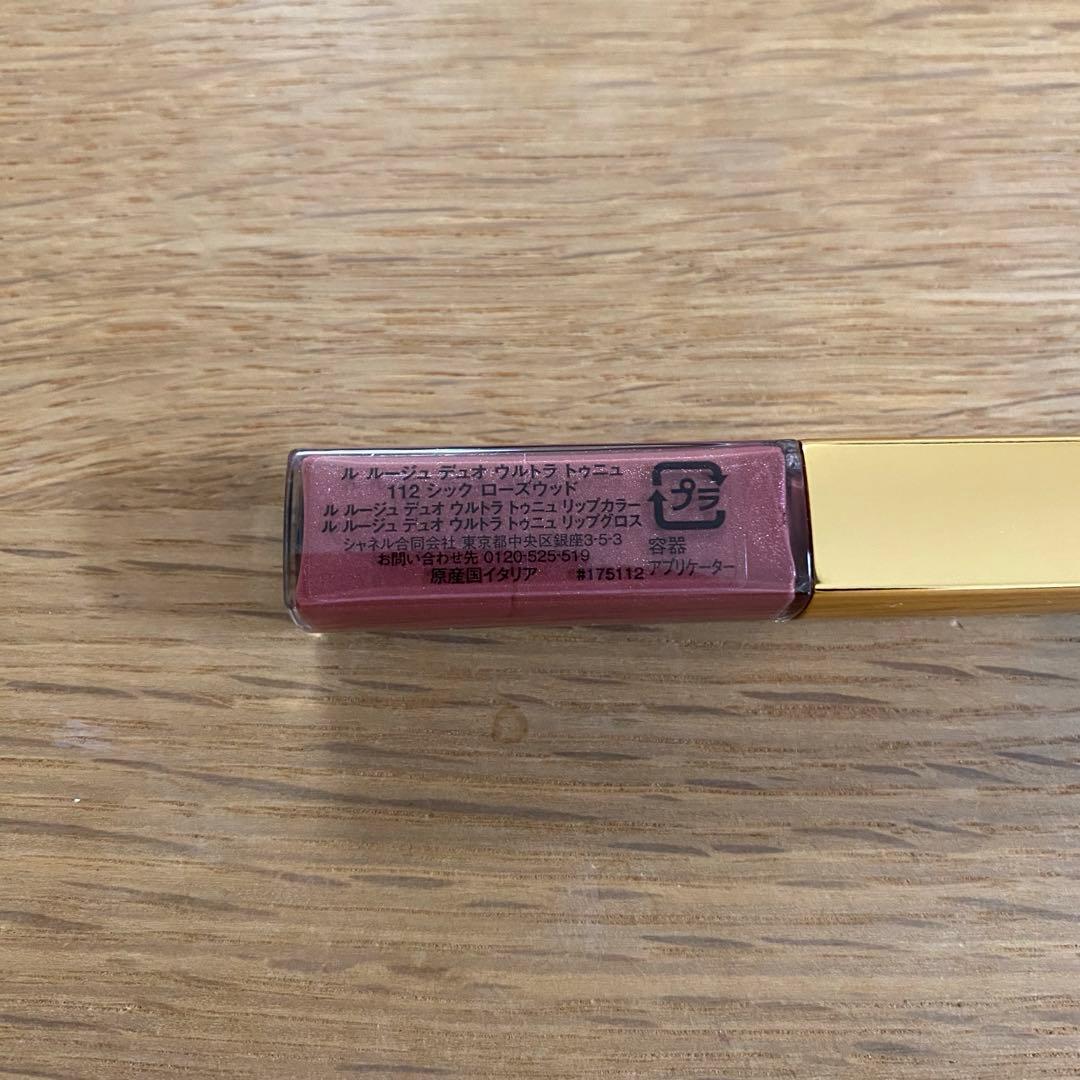 ル ルージュ デュオ ウルトラ トゥニュ
112 シック ローズウッド
ル ルージュ デュオ ウルトラ トゥニュ リップカラー
ル ルージュ デュオ ウルトラ トゥニュ リップグロス
シャネル合同会社 東京都中央区銀座3-5-3
お問い合わせ先 0120-525-519
原産国イタリア #175112
プラ
容器
アプリケーター